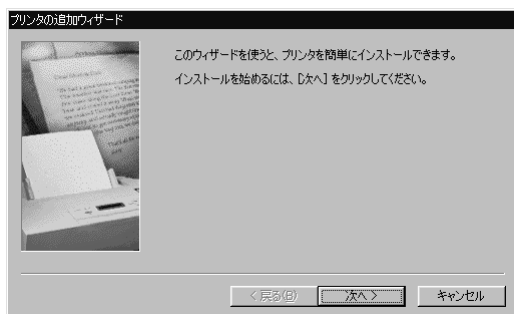 プリンタの追加ウィザード
このウィザードを使うと、プリンタを簡単にインストールできます。
インストールを始めるには、[次へ] をクリックしてください。
< 戻る(B)
次へ >
キャンセル